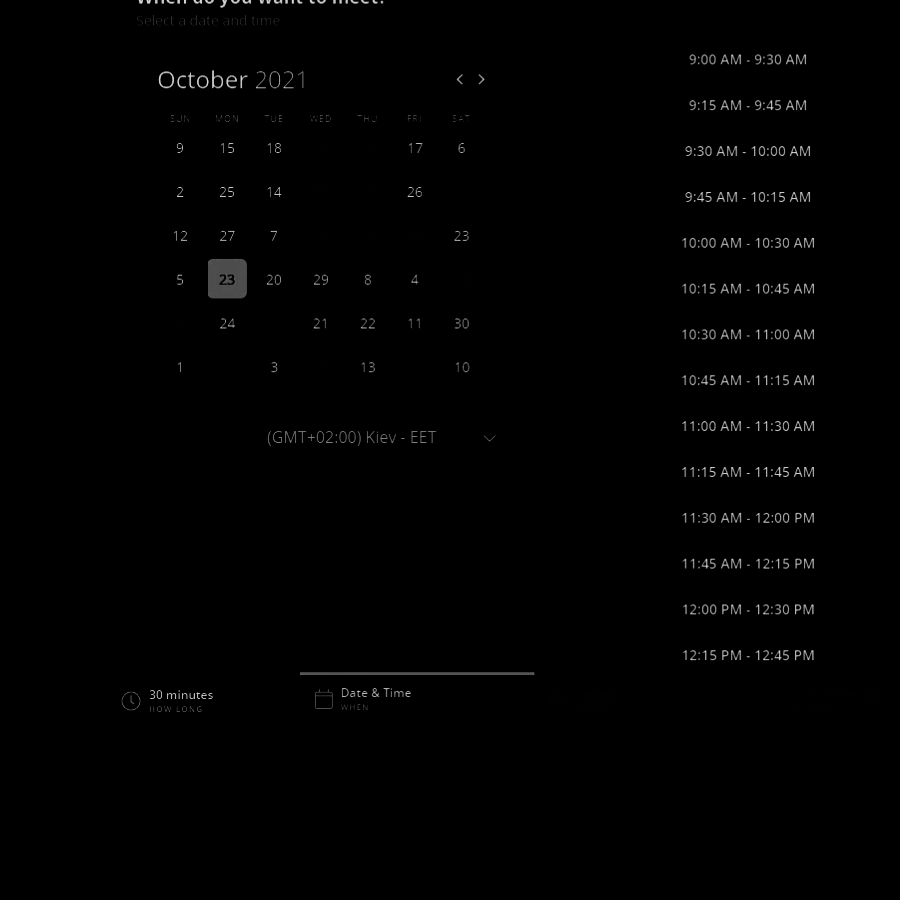 When do you want to meet?
Select a date and time
October 2021
SUN MON TUE WED THU FRI SAT
9 15 18 17 6
2 25 14 26
12 27 7 23
5 23 20 29 8 4
24 21 22 11 30
1 3 13 10
(GMT+02:00) Kiev - EET
9:00 AM - 9:30 AM
9:15 AM - 9:45 AM
9:30 AM - 10:00 AM
9:45 AM - 10:15 AM
10:00 AM - 10:30 AM
10:15 AM - 10:45 AM
10:30 AM - 11:00 AM
10:45 AM - 11:15 AM
11:00 AM - 11:30 AM
11:15 AM - 11:45 AM
11:30 AM - 12:00 PM
11:45 AM - 12:15 PM
12:00 PM - 12:30 PM
12:15 PM - 12:45 PM
30 minutes
HOW LONG
Date & Time
WHEN